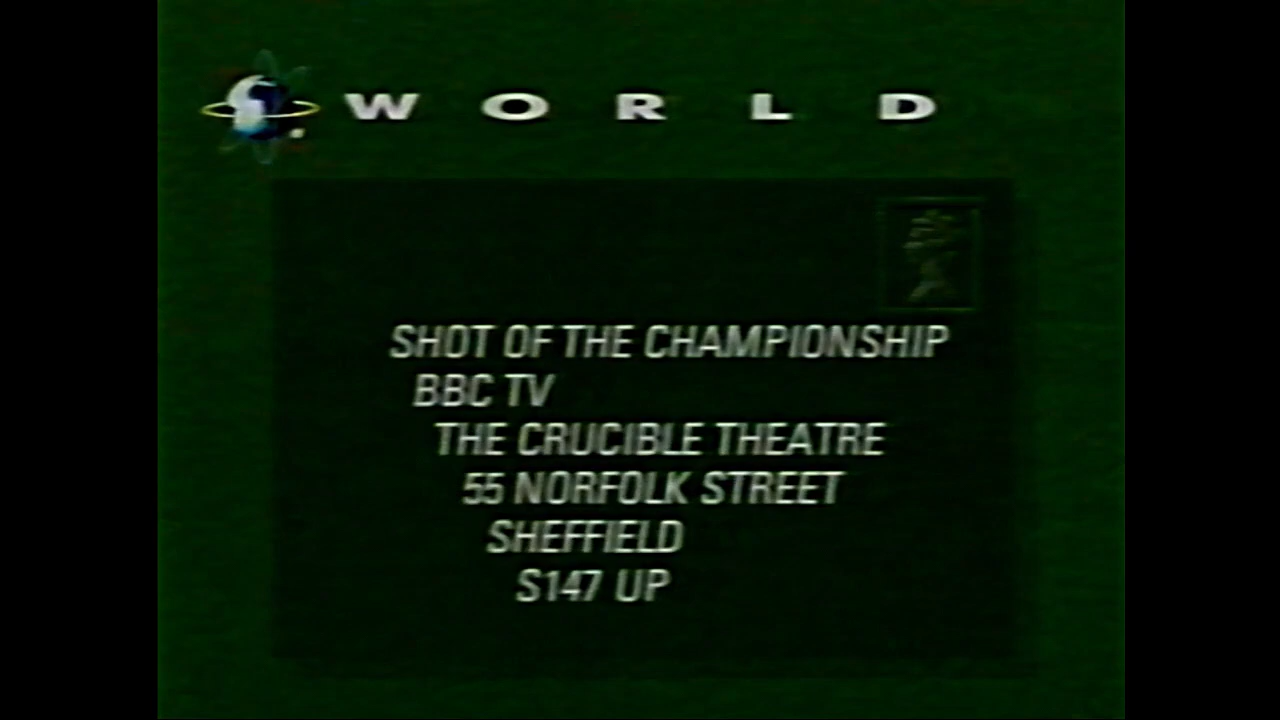 WORLD
SHOT OF THE CHAMPIONSHIP
BBC TV
THE CRUCIBLE THEATRE
55 NORFOLK STREET
SHEFFIELD
S147 UP